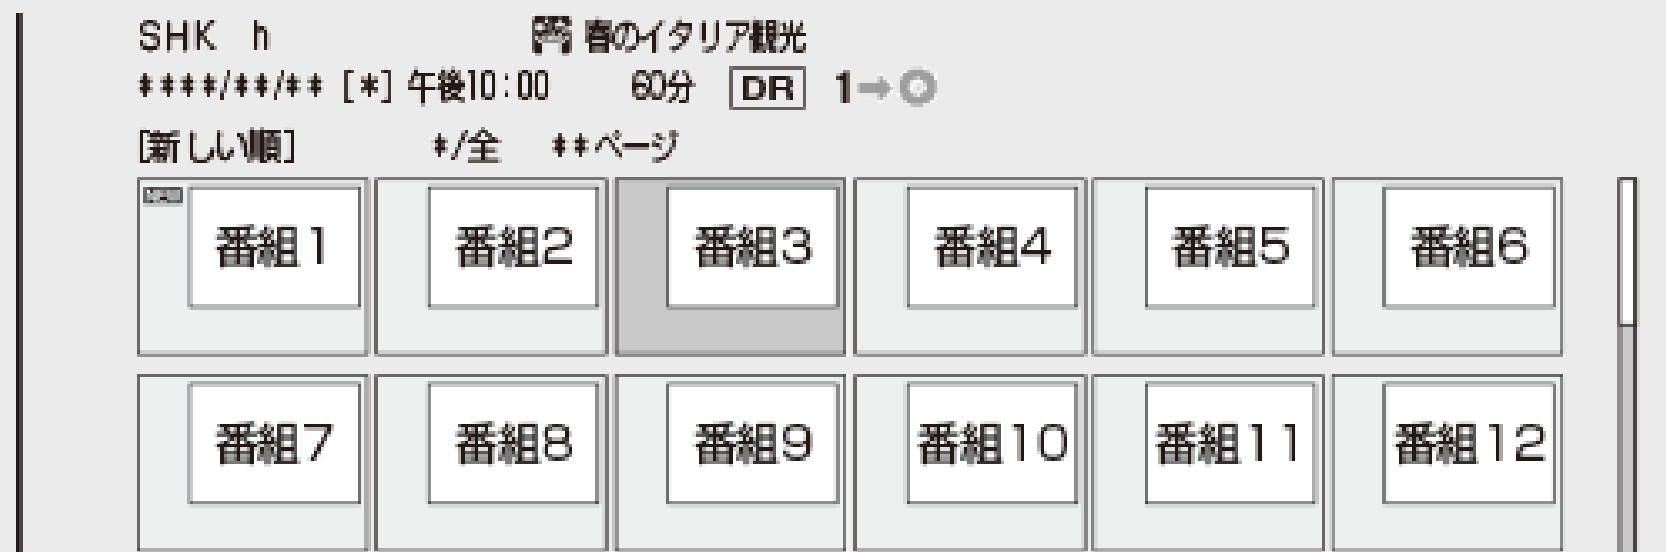 SHK h 春のイタリア観光
****/**/** [*] 午後10:00 60分 DR 1➡
[新しい順] */全 **ページ
NEW
番組1 番組2 番組3 番組4 番組5 番組6
番組7 番組8 番組9 番組10 番組11 番組12